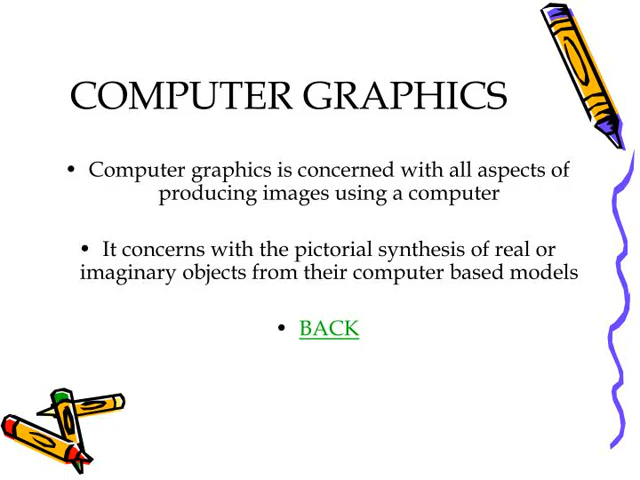 COMPUTER GRAPHICS
• Computer graphics is concerned with all aspects of
producing images using a computer
• It concerns with the pictorial synthesis of real or
imaginary objects from their computer based models
• BACK